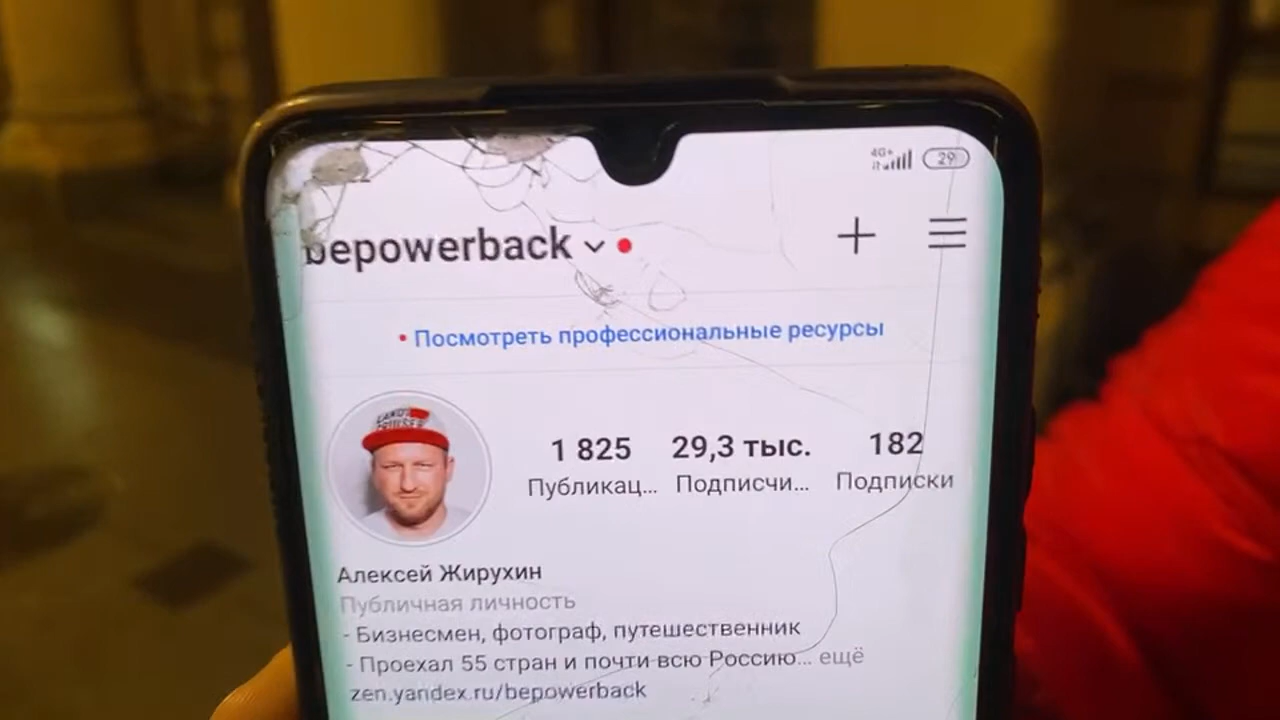 4G+ 29
bepowerback
• Посмотреть профессиональные ресурсы
1 825 29,3 тыс. 182
Публикац... Подписчи... Подписки
Алексей Жирухин
Публичная личность
- Бизнесмен, фотограф, путешественник
- Проехал 55 стран и почти всю Россию... ещё
zen.yandex.ru/bepowerback